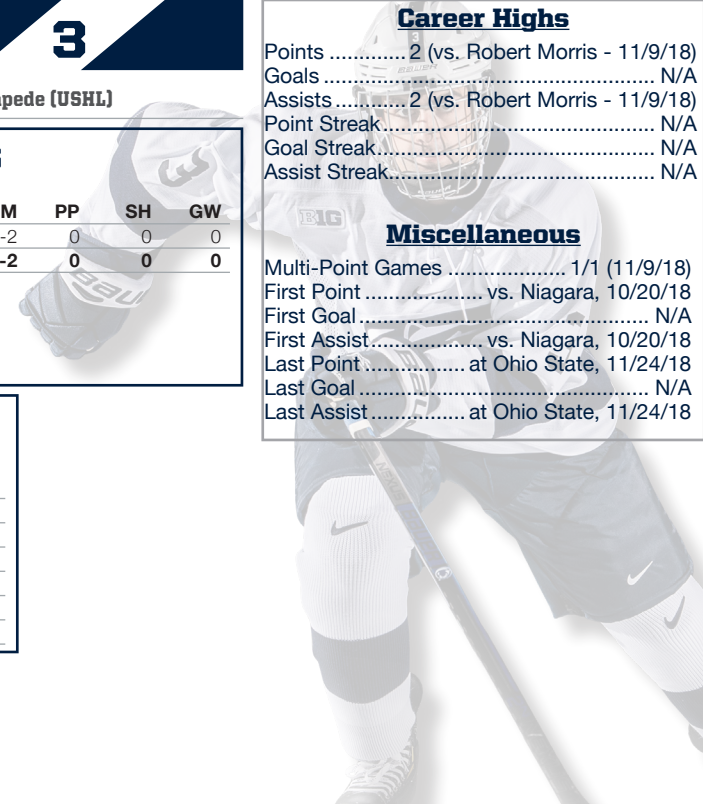 3
pede (USHL)
M PP SH GW
-2 0 0 0
-2 0 0 0
Career Highs
Points ............. 2 (vs. Robert Morris - 11/9/18)
Goals ........................................................ N/A
Assists ........... 2 (vs. Robert Morris - 11/9/18)
Point Streak .............................................. N/A
Goal Streak ............................................... N/A
Assist Streak ............................................. N/A
Miscellaneous
Multi-Point Games .................... 1/1 (11/9/18)
First Point .................... vs. Niagara, 10/20/18
First Goal ................................................. N/A
First Assist ................... vs. Niagara, 10/20/18
Last Point ................. at Ohio State, 11/24/18
Last Goal ................................................. N/A
Last Assist ................ at Ohio State, 11/24/18
3
B1G